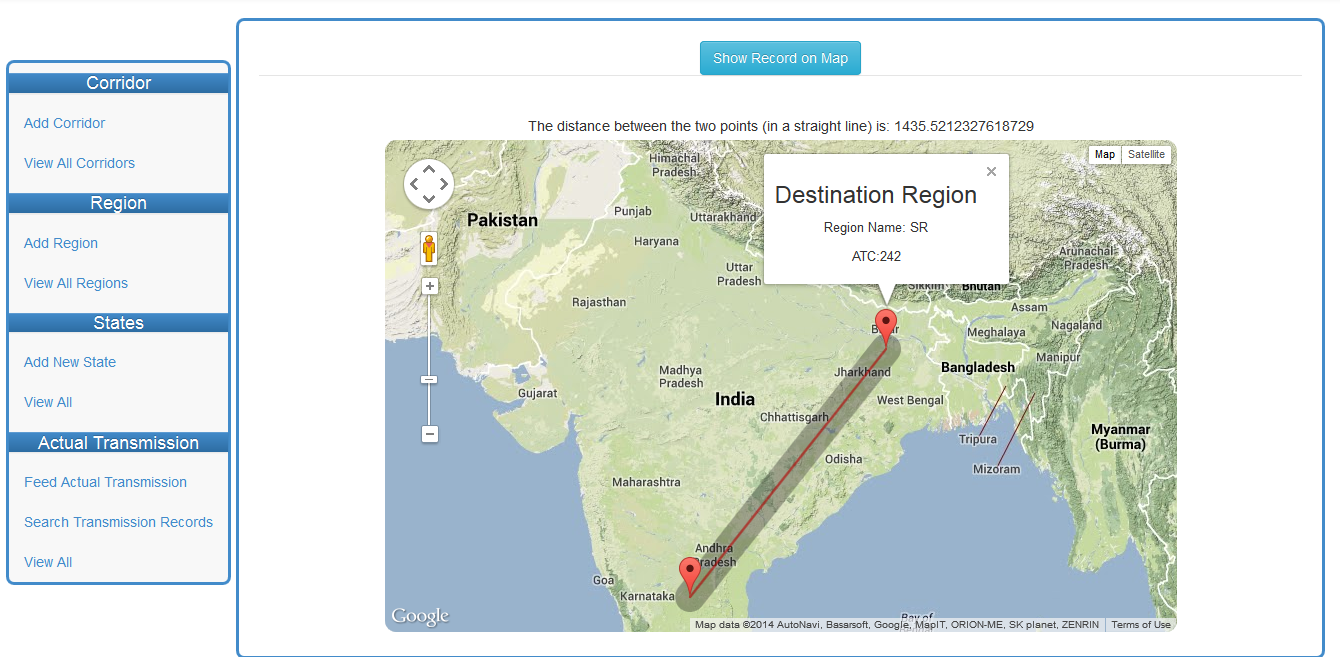 Show Record on Map
Corridor
Add Corridor
View All Corridors
Region
Add Region
View All Regions
States
Add New State
View All
Actual Transmission
Feed Actual Transmission
Search Transmission Records
View All
The distance between the two points (in a straight line) is: 1435.5212327618729
Map Satellite
Destination Region
Region Name: SR
ATC:242
Himachal
Pradesh
Pakistan
Punjab
Uttarakhand
Haryana
Arunachal
Pradesh
Uttar
Pradesh
Sikkim
Bhutan
Rajasthan
Assam
Nagaland
Meghalaya
Manipur
Jharkhand
Bangladesh
Madhya
Pradesh
Gujarat
India
West Bengal
Chhattisgarh
Myanmar
(Burma)
Tripura
Odisha
Mizoram
Maharashtra
Andhra
Pradesh
Goa
Karnataka
Bay of
Google
Map data ©2014 AutoNavi, Basarsoft, Google, MapIT, ORION-ME, SK planet, ZENRIN
Terms of Use